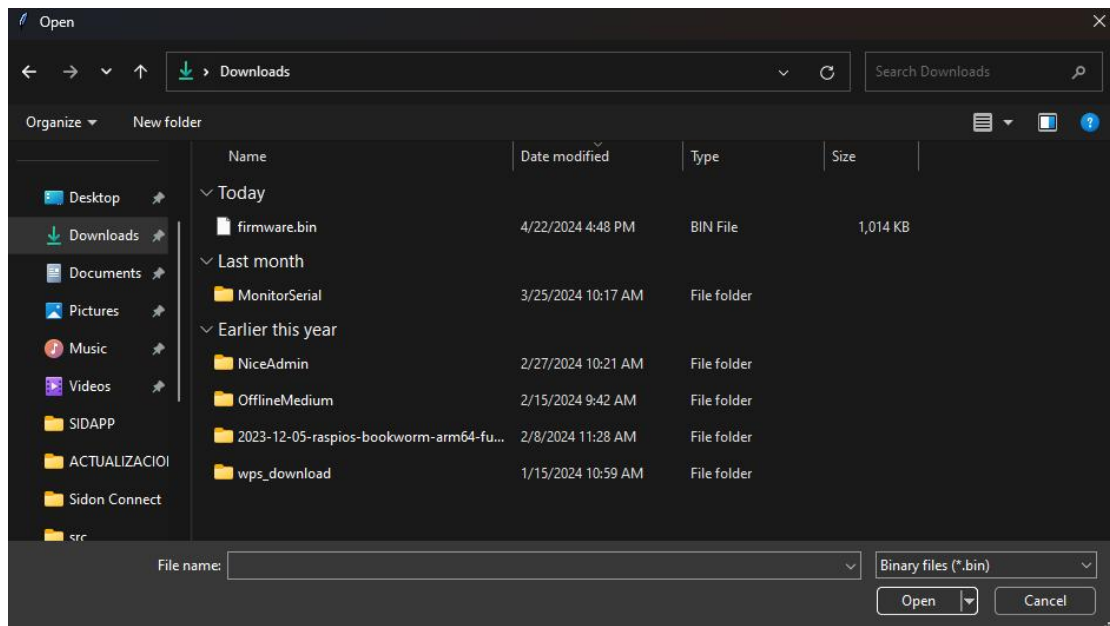 Open
Downloads
Search Downloads
Organize
New folder
Name Date modified Type Size
Desktop
Downloads
Documents
Pictures
Music
Videos
SIDAPP
ACTUALIZACIOI
Sidon Connect
src
Today
firmware.bin 4/22/2024 4:48 PM BIN File 1,014 KB
Last month
MonitorSerial 3/25/2024 10:17 AM File folder
Earlier this year
NiceAdmin 2/27/2024 10:21 AM File folder
OfflineMedium 2/15/2024 9:42 AM File folder
2023-12-05-raspios-bookworm-arm64-fu... 2/8/2024 11:28 AM File folder
wps_download 1/15/2024 10:59 AM File folder
File name:
Binary files (*.bin)
Open
Cancel